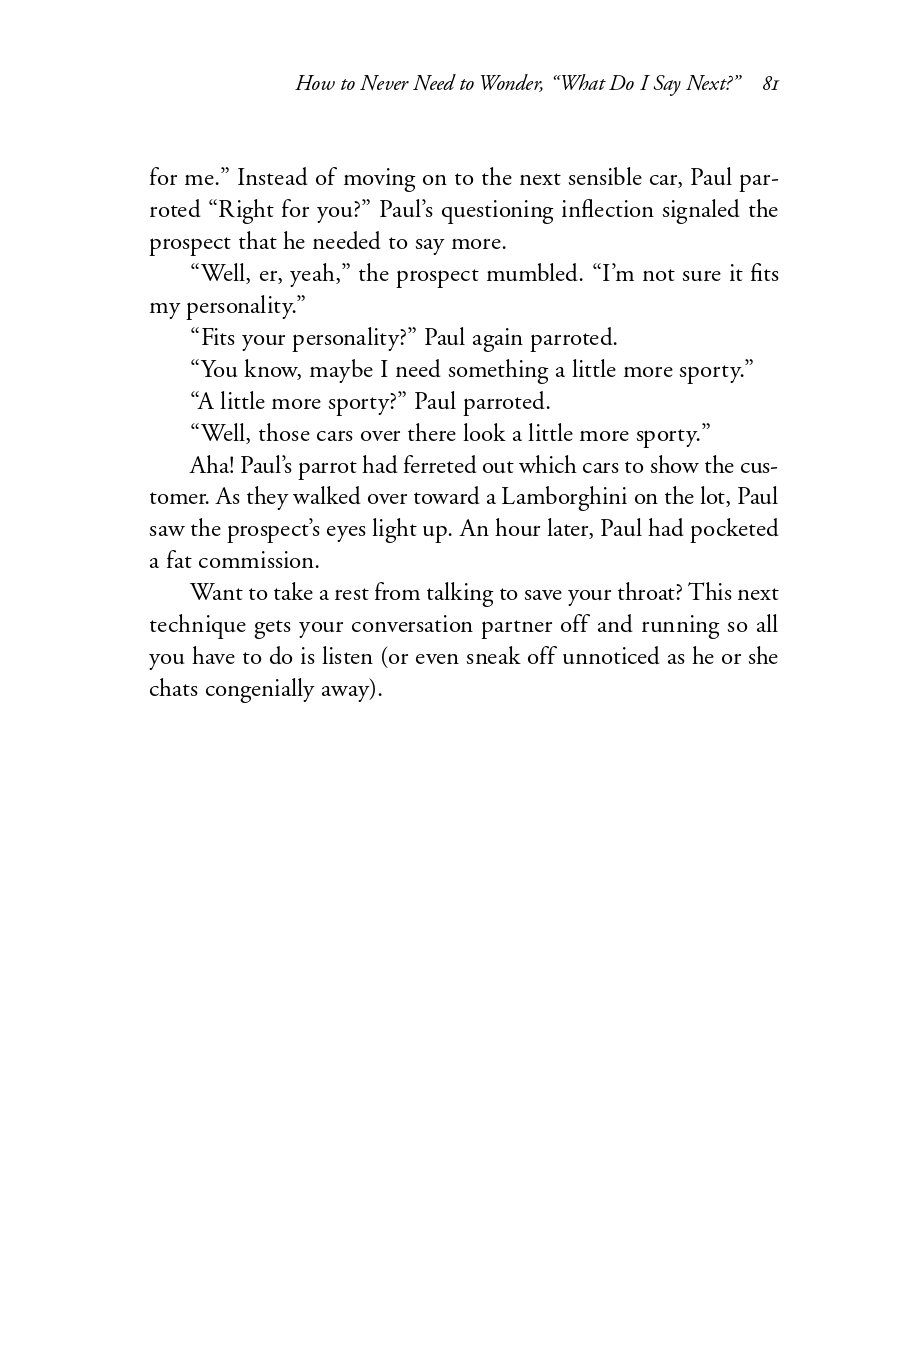 How to Never Need to Wonder, “What Do I Say Next?” 81
for me.” Instead of moving on to the next sensible car, Paul par-
roted “Right for you?” Paul’s questioning inflection signaled the
prospect that he needed to say more.
“Well, er, yeah,” the prospect mumbled. “I’m not sure it fits
my personality.”
“Fits your personality?” Paul again parroted.
“You know, maybe I need something a little more sporty.”
“A little more sporty?” Paul parroted.
“Well, those cars over there look a little more sporty.”
Aha! Paul’s parrot had ferreted out which cars to show the cus-
tomer. As they walked over toward a Lamborghini on the lot, Paul
saw the prospect’s eyes light up. An hour later, Paul had pocketed
a fat commission.
Want to take a rest from talking to save your throat? This next
technique gets your conversation partner off and running so all
you have to do is listen (or even sneak off unnoticed as he or she
chats congenially away).